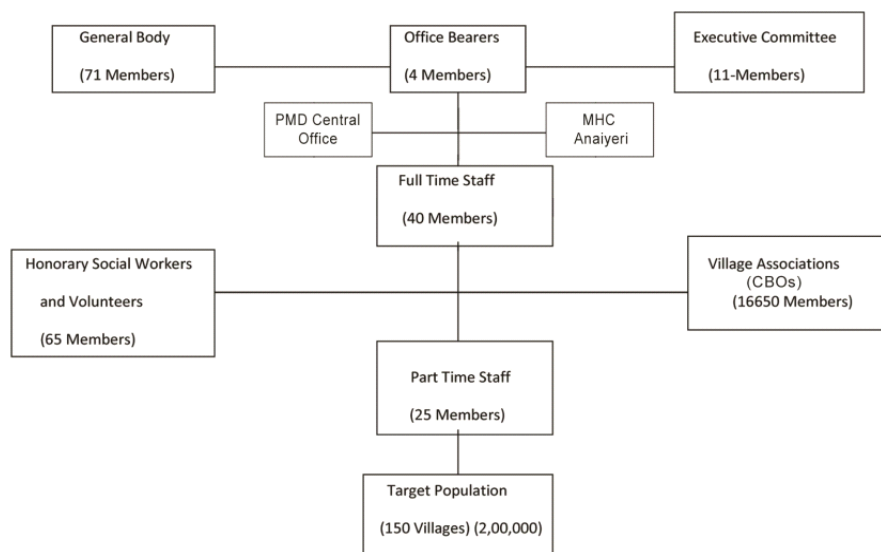 General Body
(71 Members)
Office Bearers
(4 Members)
Executive Committee
(11-Members)
PMD Central
Office
MHC
Anaiyeri
Full Time Staff
(40 Members)
Honorary Social Workers
and Volunteers
(65 Members)
Village Associations
(CBOs)
(16650 Members)
Part Time Staff
(25 Members)
Target Population
(150 Villages) (2,00,000)